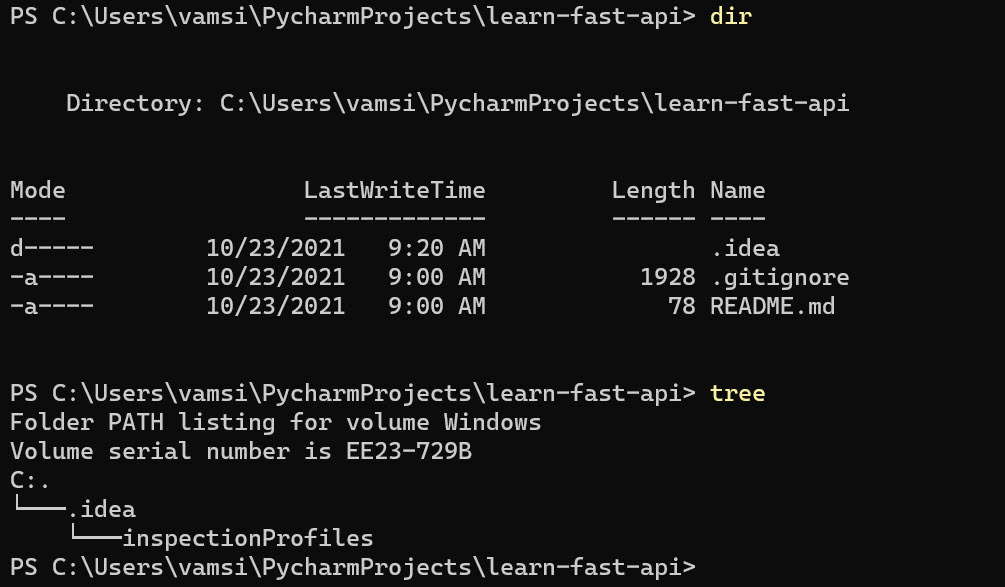 PS C:\Users\vamsi\PycharmProjects\learn-fast-api> dir
Directory: C:\Users\vamsi\PycharmProjects\learn-fast-api
Mode                 LastWriteTime         Length Name
----                 -------------         ------ ----
d-----        10/23/2021   9:20 AM                .idea
-a----        10/23/2021   9:00 AM           1928 .gitignore
-a----        10/23/2021   9:00 AM             78 README.md
PS C:\Users\vamsi\PycharmProjects\learn-fast-api> tree
Folder PATH listing for volume Windows
Volume serial number is EE23-729B
C:.
└───.idea
    └───inspectionProfiles
PS C:\Users\vamsi\PycharmProjects\learn-fast-api>